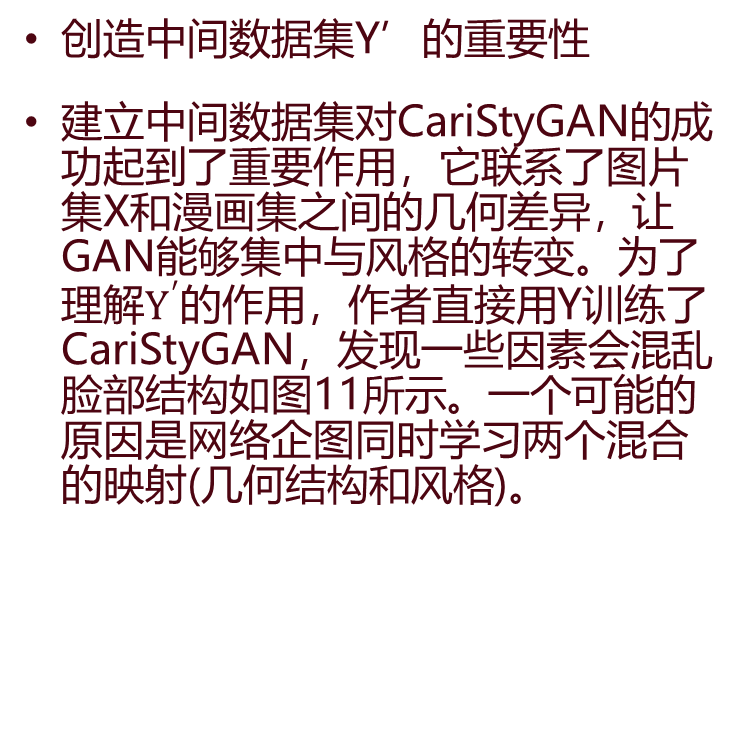 • 创造中间数据集Y’的重要性
• 建立中间数据集对CariStyGAN的成
功起到了重要作用，它联系了图片
集X和漫画集之间的几何差异，让
GAN能够集中与风格的转变。为了
理解Y′的作用，作者直接用Y训练了
CariStyGAN，发现一些因素会混乱
脸部结构如图11所示。一个可能的
原因是网络企图同时学习两个混合
的映射(几何结构和风格)。